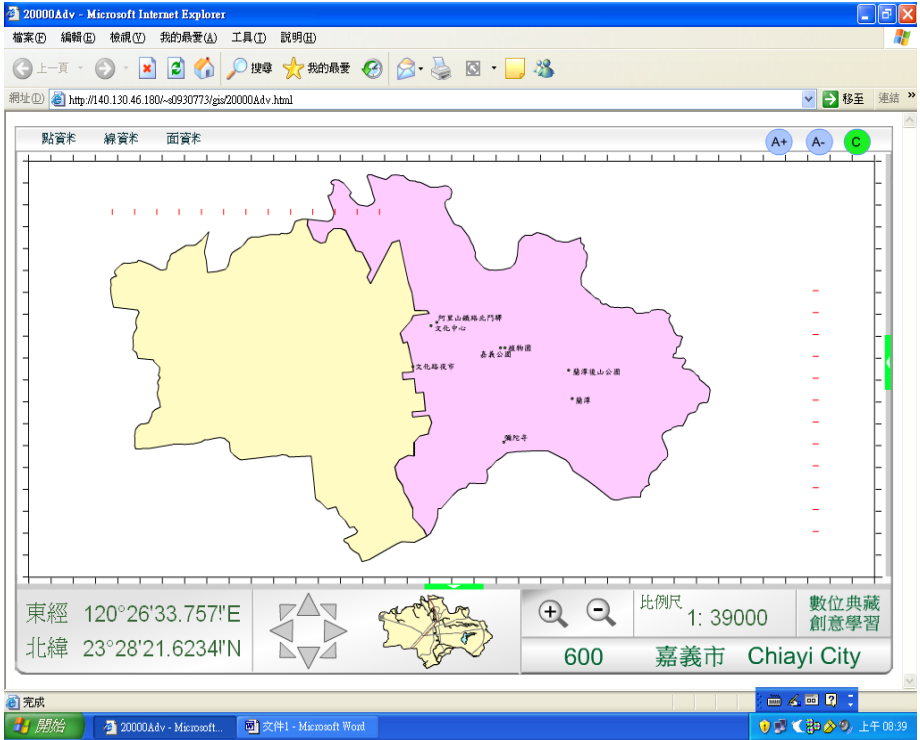 20000Adv - Microsoft Internet Explorer
檔案(F) 編輯(E) 檢視(V) 我的最愛(A) 工具(T) 說明(H)
上一頁 搜尋 我的最愛
網址(D) http://140.130.46.180/~s0930773/gis/20000Adv.html 移至 連結 »
點資料 線資料 面資料 A+ A- C
阿里山鐵路北門驛
文化中心
植物園
嘉義公園
文化路夜市
蘭潭後山公園
蘭潭
彌陀寺
東經 120°26'33.757"E
北緯 23°28'21.6234"N
比例尺 1: 39000
數位典藏
創意學習
600 嘉義市 Chiayi City
完成
開始 20000Adv - Microsoft... 文件1 - Microsoft Word 上午 08:39